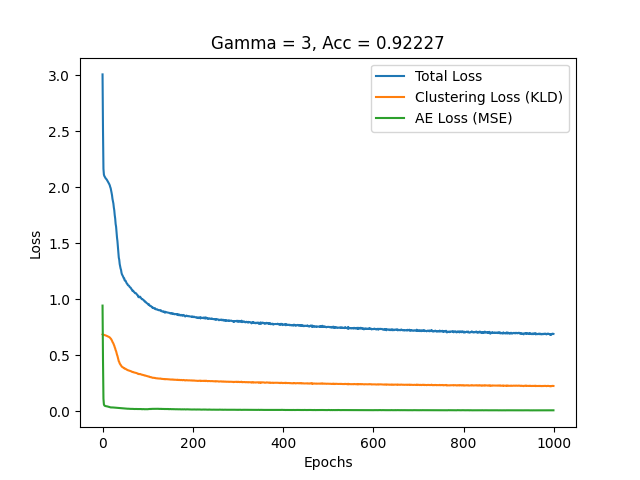 Gamma = 3, Acc = 0.92227
Total Loss
Clustering Loss (KLD)
AE Loss (MSE)
3.0
2.5
2.0
1.5
1.0
0.5
0.0
Loss
0 200 400 600 800 1000
Epochs